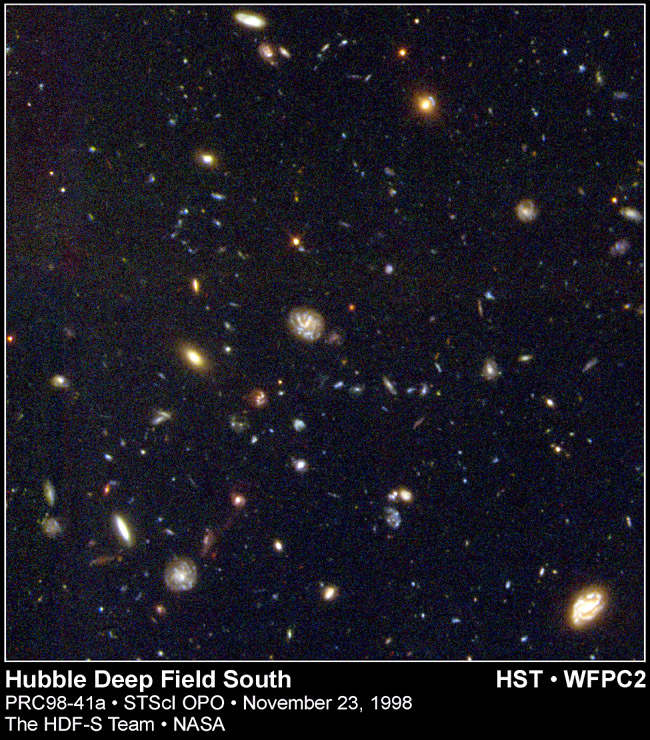 Hubble Deep Field South HST • WFPC2
PRC98-41a • STScI OPO • November 23, 1998
The HDF-S Team • NASA